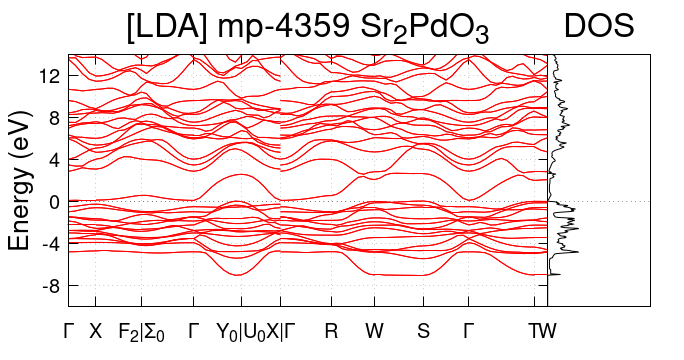 [LDA] mp-4359 Sr₂PdO₃ DOS
Energy (eV)
12
8
4
0
-4
-8
Γ X F₂|Σ₀ Γ Y₀|U₀X|Γ R W S Γ TW